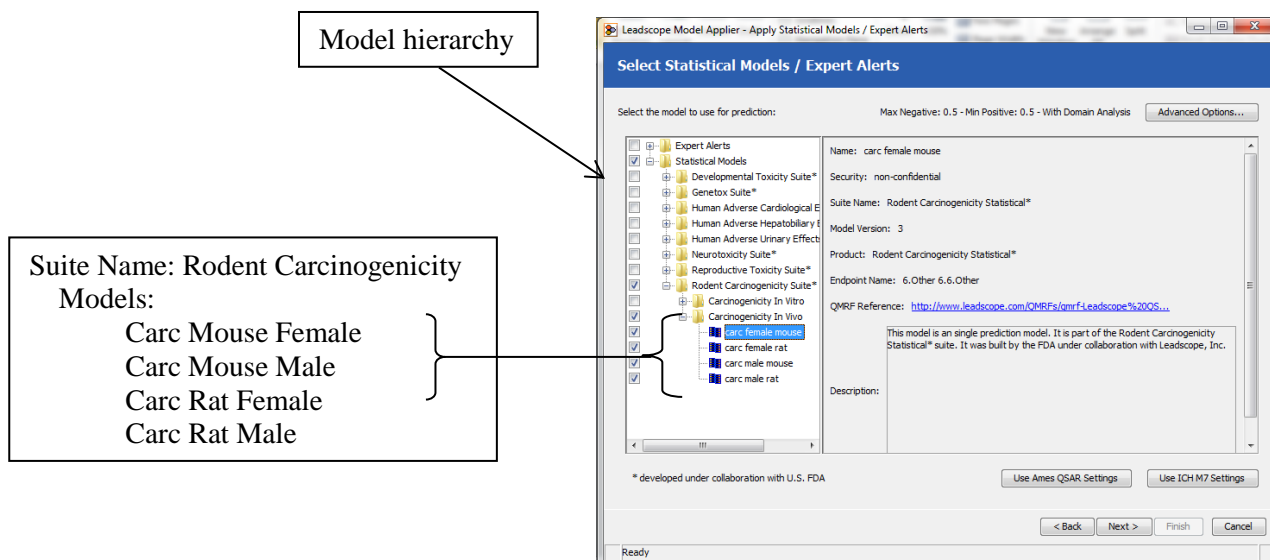 Model hierarchy
Suite Name: Rodent Carcinogenicity
Models:
Carc Mouse Female
Carc Mouse Male
Carc Rat Female
Carc Rat Male
Leadscope Model Applier - Apply Statistical Models / Expert Alerts
Select Statistical Models / Expert Alerts
Select the model to use for prediction:
Max Negative: 0.5 - Min Positive: 0.5 - With Domain Analysis
Advanced Options...
Expert Alerts
Statistical Models
Developmental Toxicity Suite*
Genetox Suite*
Human Adverse Cardiological E
Human Adverse Hepatobiliary E
Human Adverse Urinary Effect
Neurotoxicity Suite*
Reproductive Toxicity Suite*
Rodent Carcinogenicity Suite*
Carcinogenicity In Vitro
Carcinogenicity In Vivo
carc female mouse
carc female rat
carc male mouse
carc male rat
Name: carc female mouse
Security: non-confidential
Suite Name: Rodent Carcinogenicity Statistical*
Model Version: 3
Product: Rodent Carcinogenicity Statistical*
Endpoint Name: 6.Other 6.6.Other
QMRF Reference: http://www.leadscope.com/QMRFs/qmrf-Leadscope%20QS...
This model is an single prediction model. It is part of the Rodent Carcinogenicity
Statistical* suite. It was built by the FDA under collaboration with Leadscope, Inc.
Description:
* developed under collaboration with U.S. FDA
Use Ames QSAR Settings
Use ICH M7 Settings
< Back
Next >
Finish
Cancel
Ready